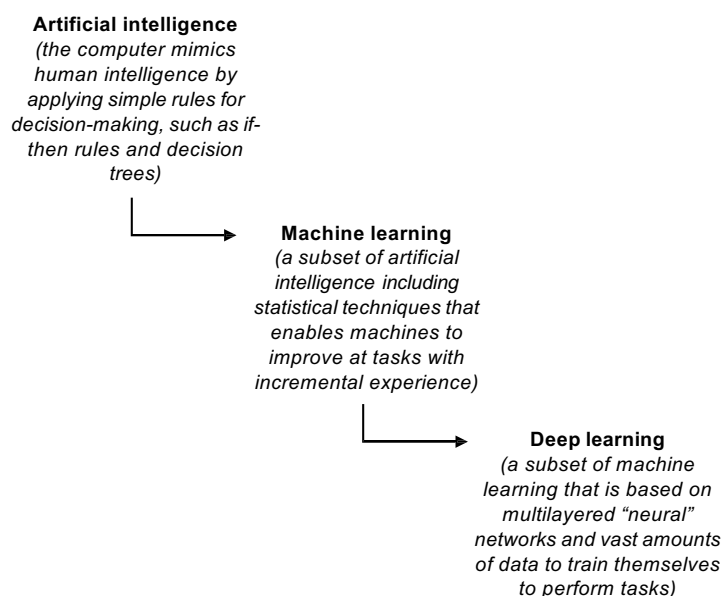 Artificial intelligence
(the computer mimics
human intelligence by
applying simple rules for
decision-making, such as if-
then rules and decision
trees)
Machine learning
(a subset of artificial
intelligence including
statistical techniques that
enables machines to
improve at tasks with
incremental experience)
Deep learning
(a subset of machine
learning that is based on
multilayered “neural”
networks and vast amounts
of data to train themselves
to perform tasks)